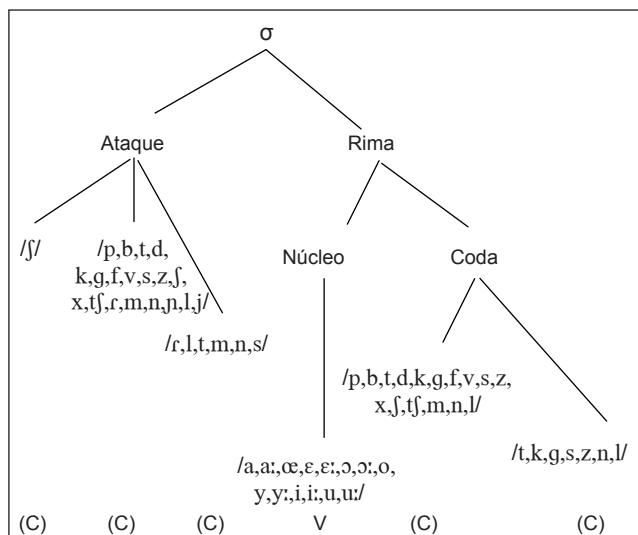 σ
Ataque
Rima
/ʃ/
/p,b,t,d,
k,ɡ,f,v,s,z,ʃ,
x,tʃ,ɾ,m,n,ɲ,l,j/
Núcleo
Coda
/ɾ,l,t,m,n,s/
/p,b,t,d,k,ɡ,f,v,s,z,
x,ʃ,tʃ,m,n,l/
/t,k,ɡ,s,z,n,l/
/a,aː,œ,ɛ,ɛː,ɔ,ɔː,o,
y,yː,i,iː,u,uː/
(C) (C) (C) V (C) (C)